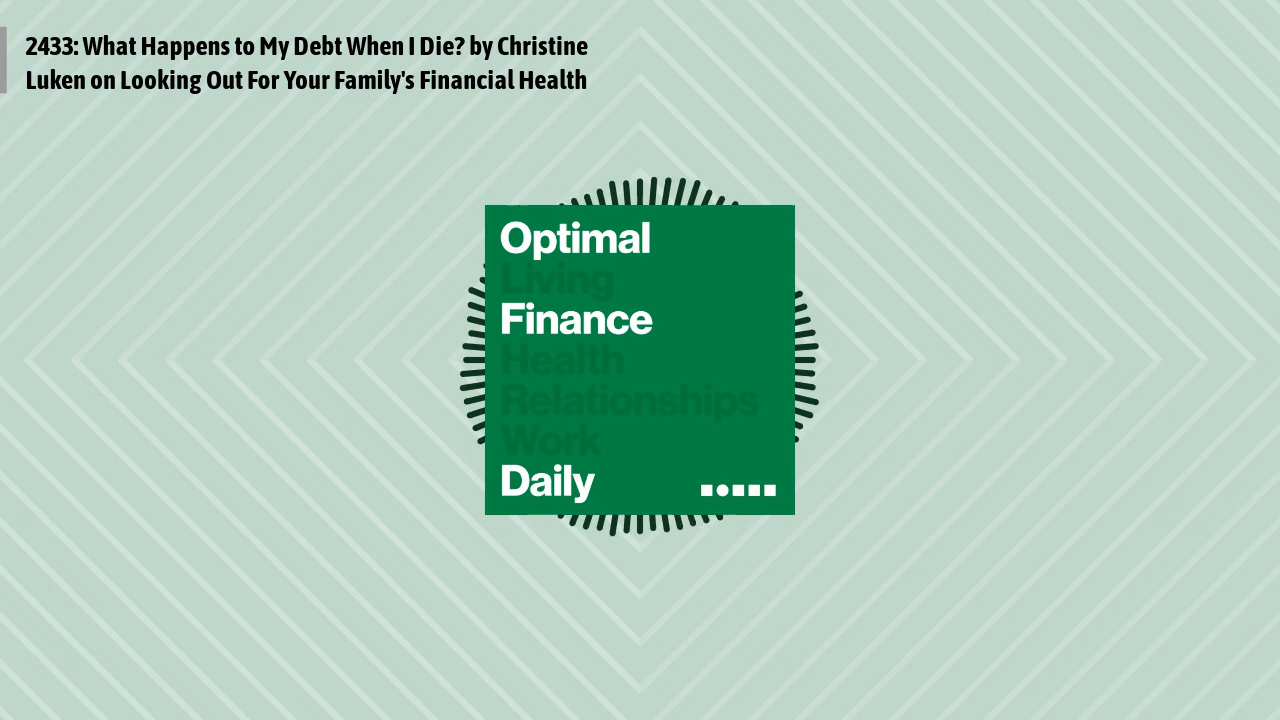 2433: What Happens to My Debt When I Die? by Christine
Luken on Looking Out For Your Family's Financial Health
Optimal
Living
Finance
Health
Relationships
Work
Daily